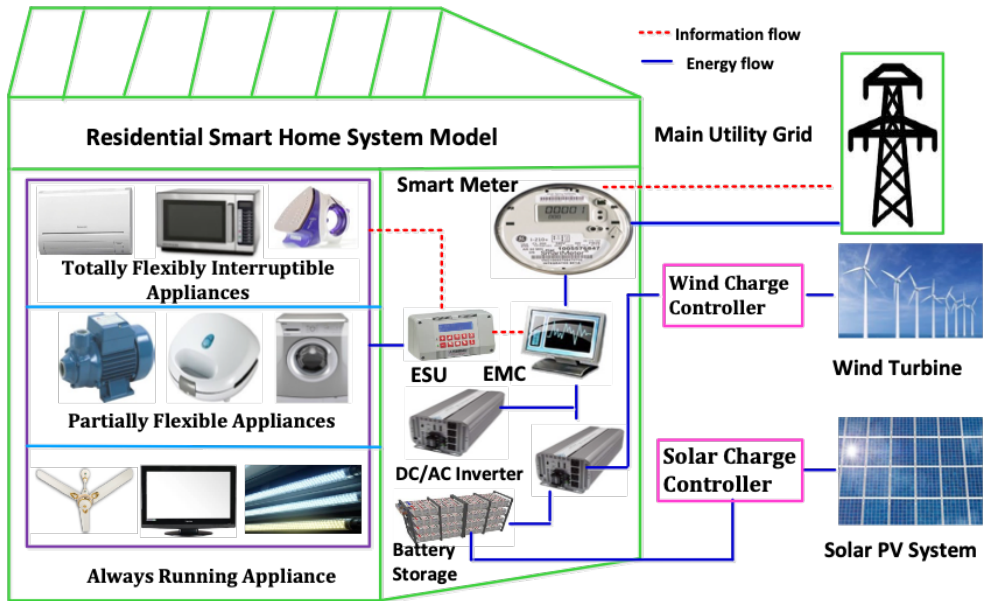 Information flow
Energy flow
Residential Smart Home System Model
Main Utility Grid
Smart Meter
00001
Totally Flexibly Interruptible
Appliances
Wind Charge
Controller
Wind Turbine
ESU
EMC
Partially Flexible Appliances
DC/AC Inverter
Solar Charge
Controller
Battery
Storage
Solar PV System
Always Running Appliance